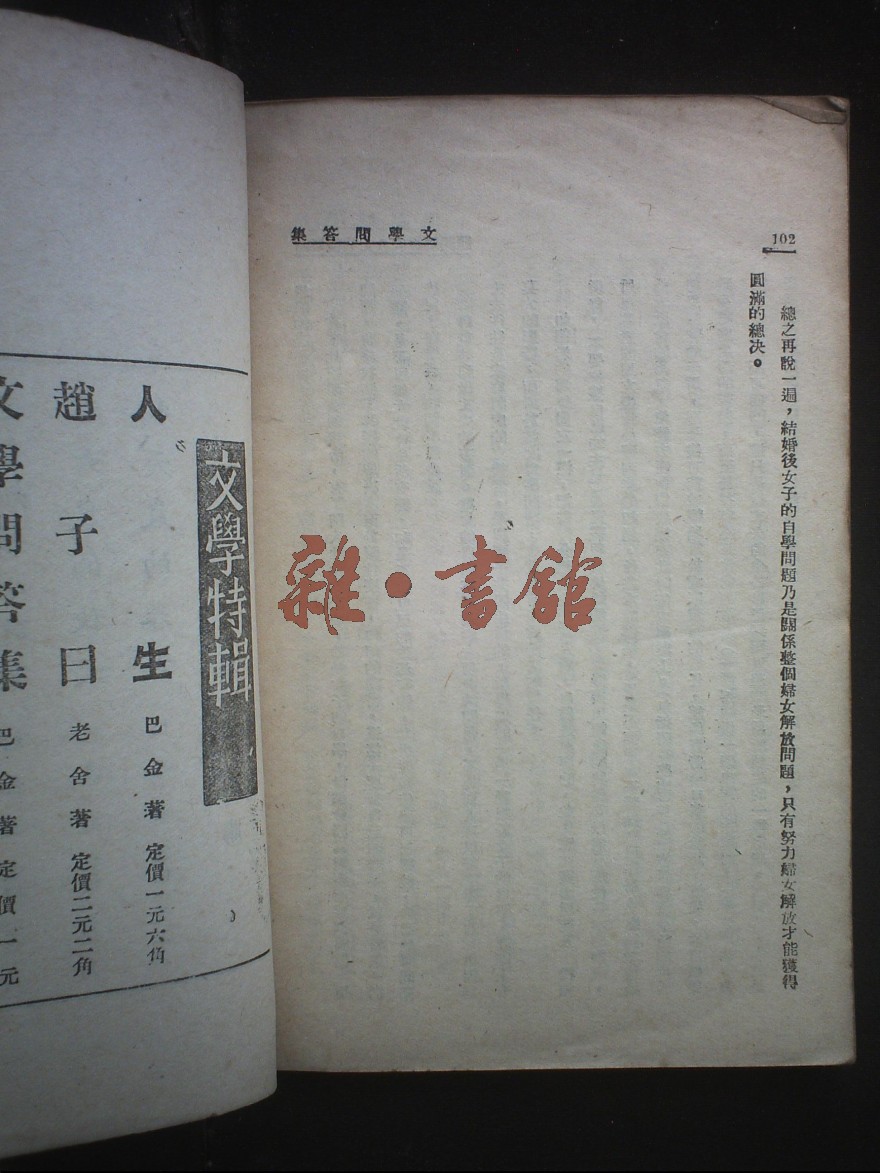 102
文學問答集
總之再說一遍，結婚後女子的自學問題乃是關係整個婦女解放問題，只有努力婦女解放才能獲得
圓滿的總决。
雜·書館
文學特輯
人生 巴金著 定價一元六角
趙子曰 老舍著 定價二元二角
文學問答集 巴金著 定價一元